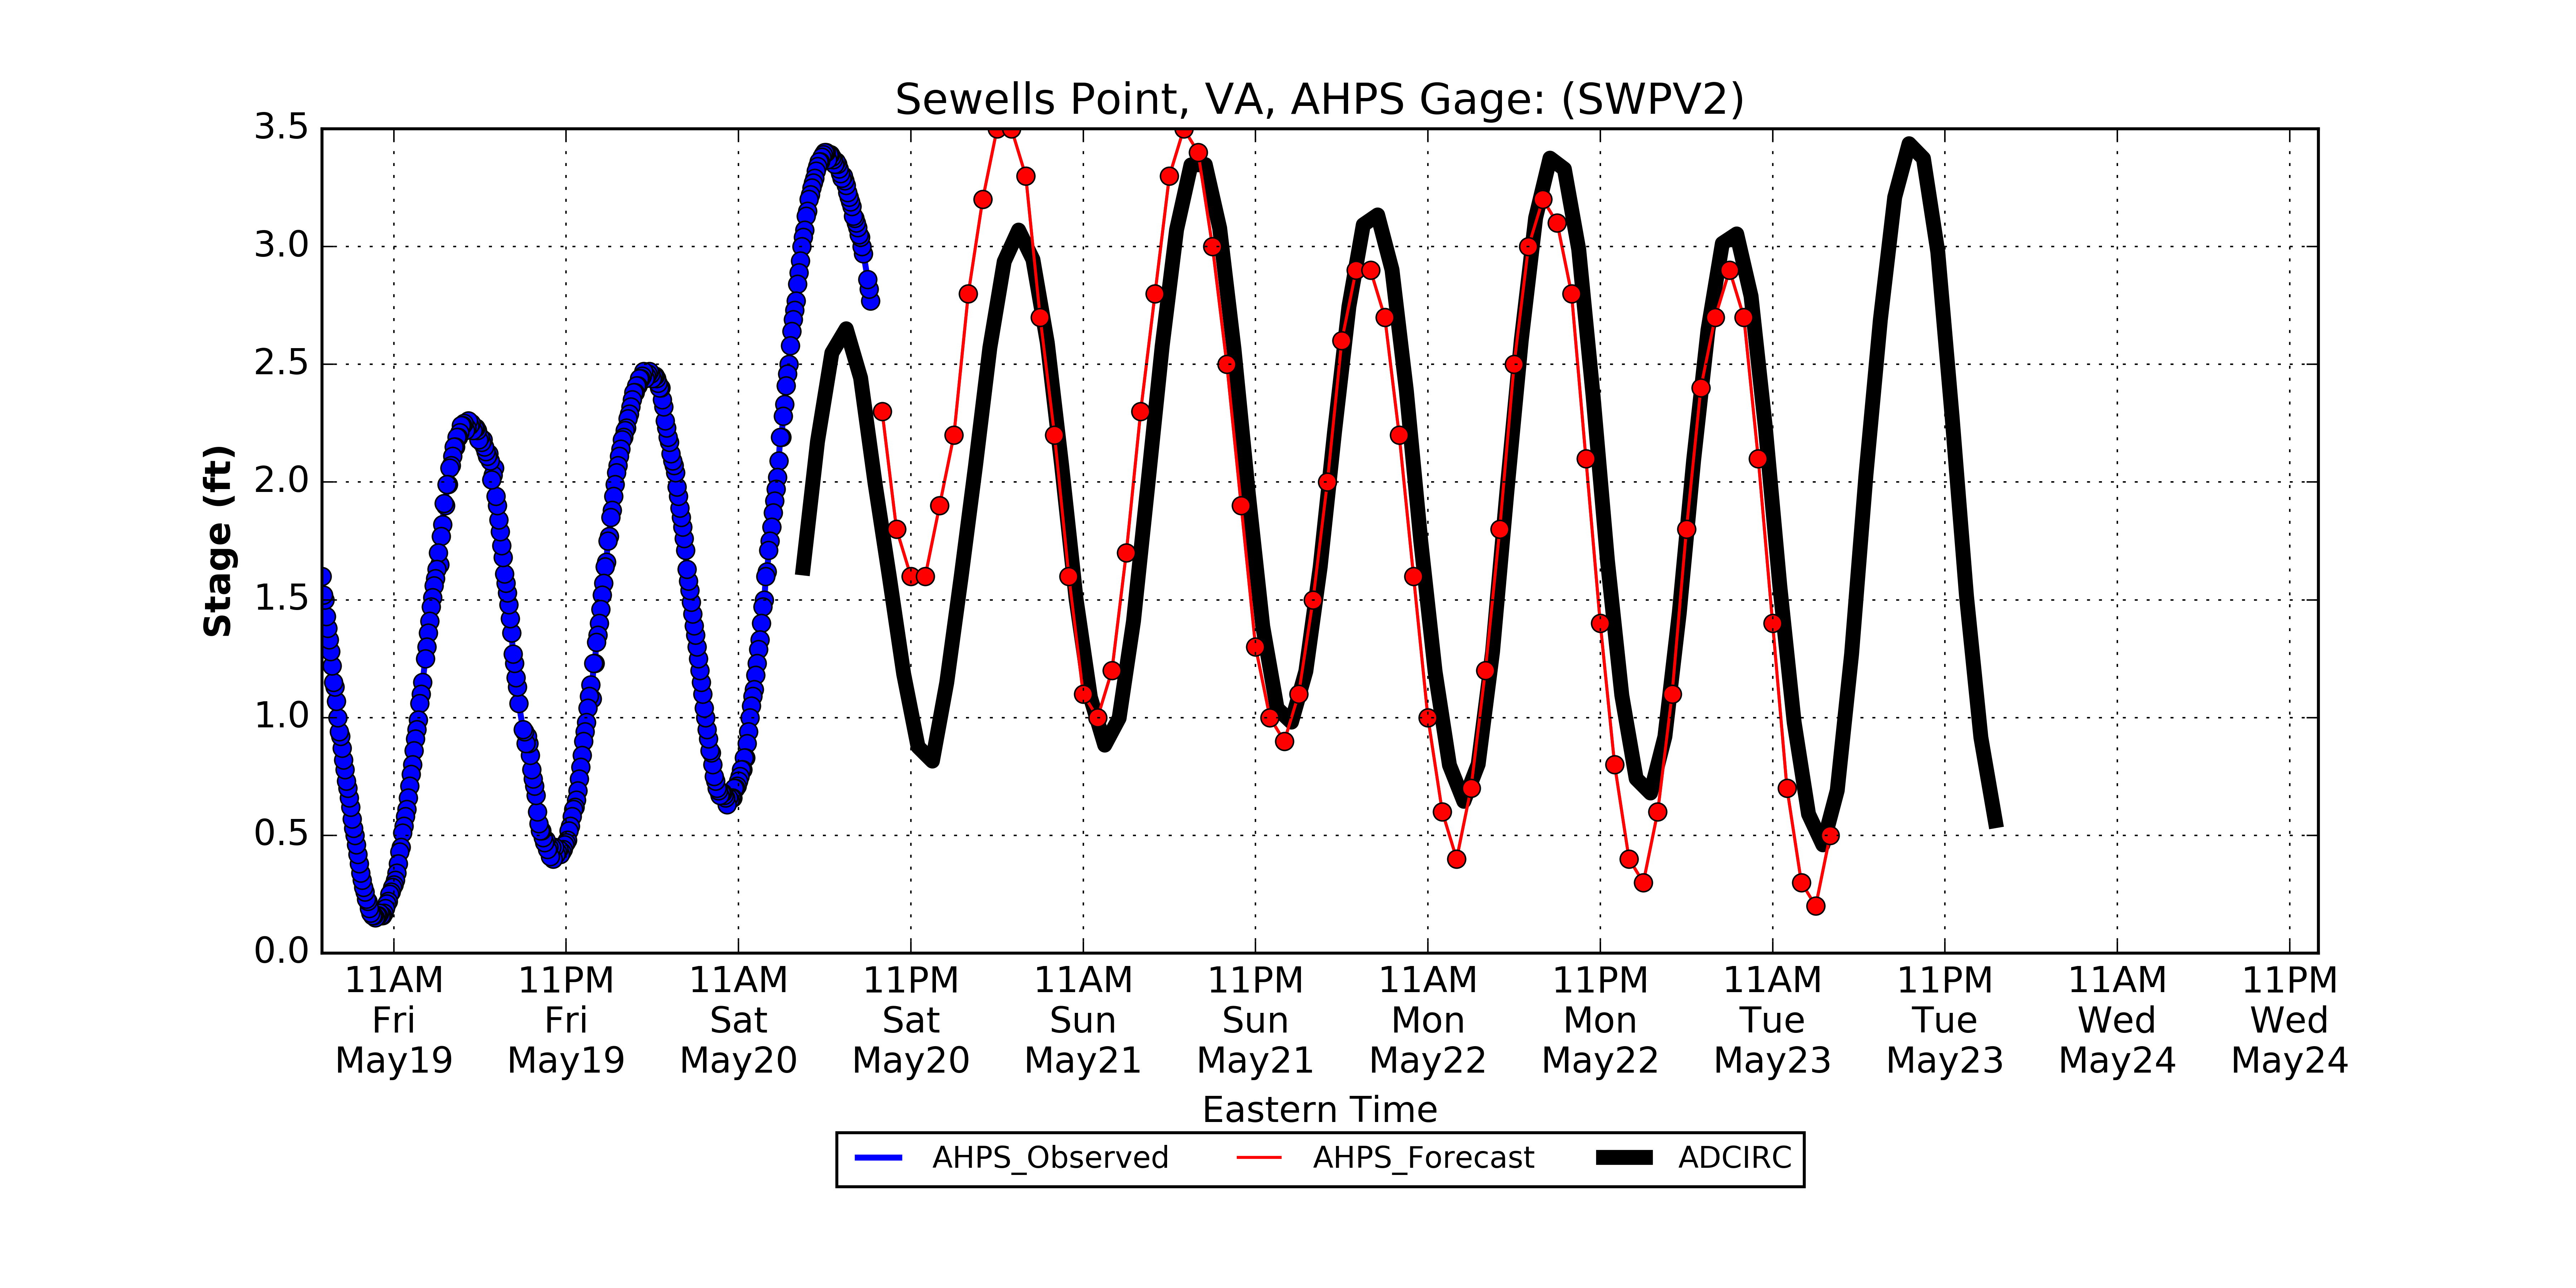 Sewells Point, VA, AHPS Gage: (SWPV2)
3.5
3.0
2.5
2.0
1.5
1.0
0.5
0.0
Stage (ft)
11AM 11PM 11AM 11PM 11AM 11PM 11AM 11PM 11AM 11PM 11AM 11PM
Fri Fri Sat Sat Sun Sun Mon Mon Tue Tue Wed Wed
May19 May19 May20 May20 May21 May21 May22 May22 May23 May23 May24 May24
Eastern Time
AHPS_Observed AHPS_Forecast ADCIRC